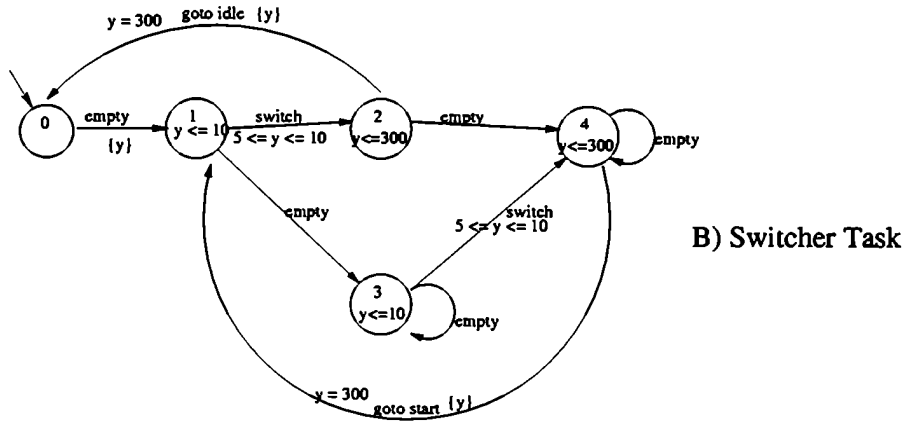 y = 300 goto idle {y}
0
empty
{y}
1
y <= 10
switch
5 <= y <= 10
2
y<=300
empty
4
y<=300
empty
empty
switch
5 <= y <= 10
B) Switcher Task
3
y<=10
empty
y = 300 goto start {y}